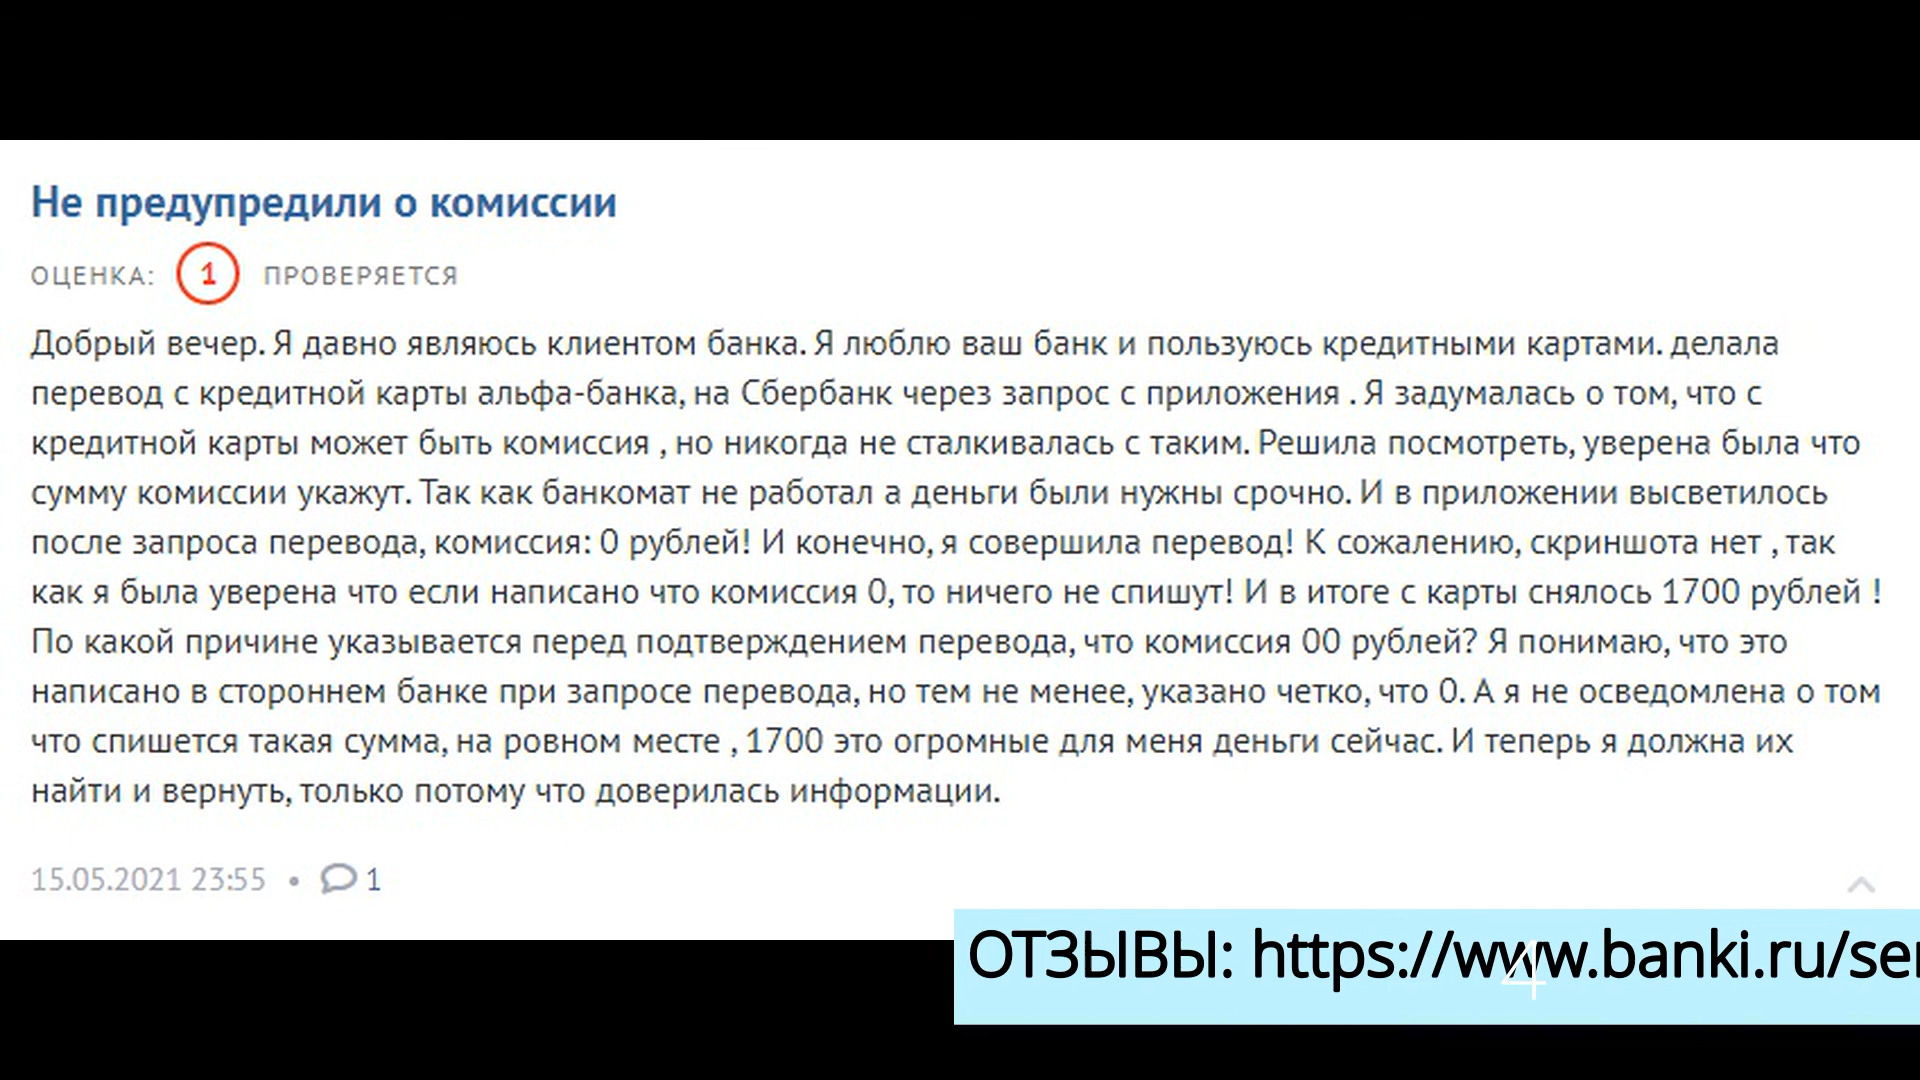 Не предупредили о комиссии
ОЦЕНКА: 1 ПРОВЕРЯЕТСЯ
Добрый вечер. Я давно являюсь клиентом банка. Я люблю ваш банк и пользуюсь кредитными картами. делала
перевод с кредитной карты альфа-банка, на Сбербанк через запрос с приложения . Я задумалась о том, что с
кредитной карты может быть комиссия , но никогда не сталкивалась с таким. Решила посмотреть, уверена была что
сумму комиссии укажут. Так как банкомат не работал а деньги были нужны срочно. И в приложении высветилось
после запроса перевода, комиссия: 0 рублей! И конечно, я совершила перевод! К сожалению, скриншота нет , так
как я была уверена что если написано что комиссия 0, то ничего не спишут! И в итоге с карты снялось 1700 рублей !
По какой причине указывается перед подтверждением перевода, что комиссия 00 рублей? Я понимаю, что это
написано в стороннем банке при запросе перевода, но тем не менее, указано четко, что 0. А я не осведомлена о том
что спишется такая сумма, на ровном месте , 1700 это огромные для меня деньги сейчас. И теперь я должна их
найти и вернуть, только потому что доверилась информации.
15.05.2021 23:55 • 1
ОТЗЫВЫ: https://www.banki.ru/ser
4